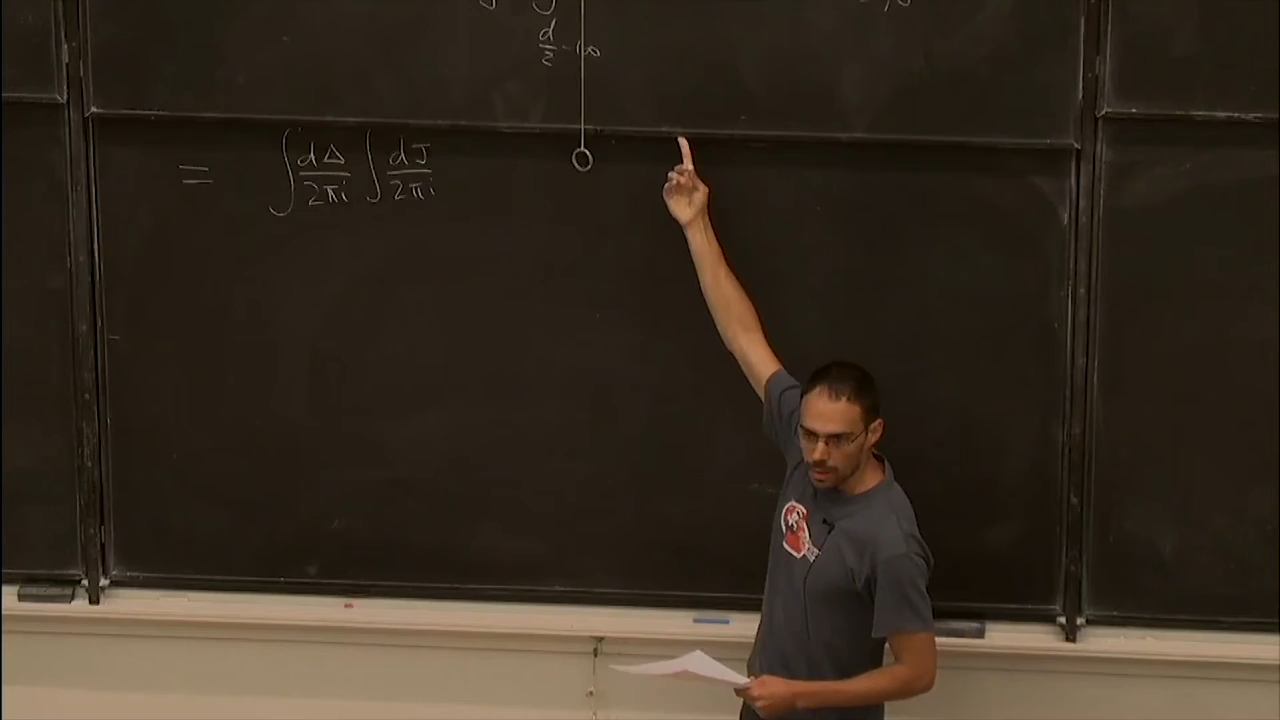 d/2 - i∞
= ∫ dΔ/2πi ∫ dJ/2πi